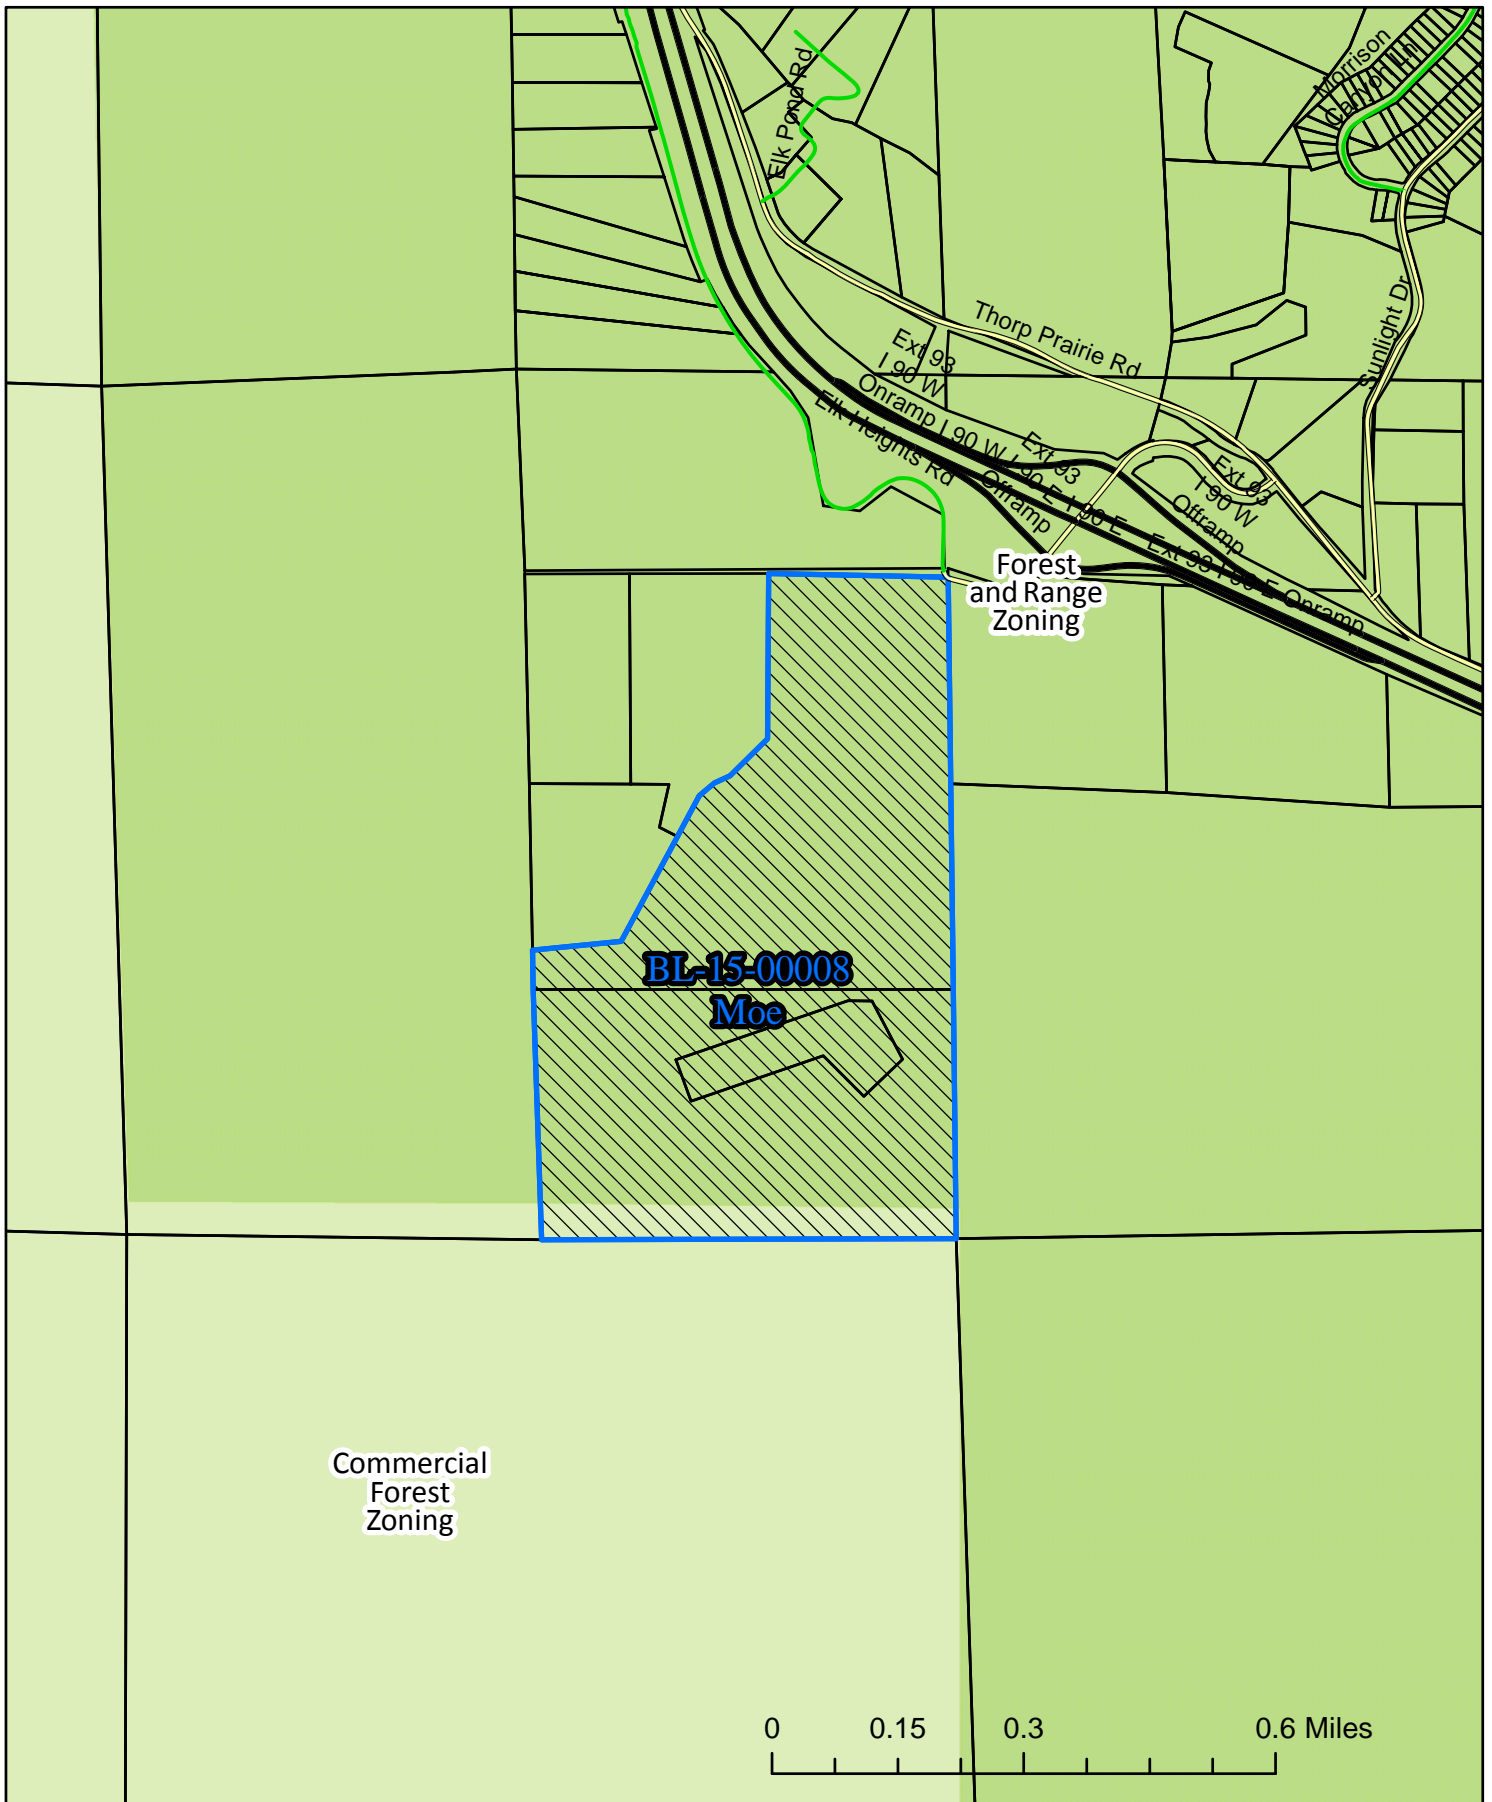 Morrison
Canyon Ln
Elk Pond Rd
Sunlight Dr
Thorp Prairie Rd
Ext 93
I 90 W
Onramp
I 90 W
I 90 E
I 90 E
Elk Heights Rd
Ext 93
Offramp
Ext 93
I 90 W
Offramp
Ext 93 I 90 E Onramp
Forest
and Range
Zoning
BL-15-00008
Moe
Commercial
Forest
Zoning
0 0.15 0.3 0.6 Miles